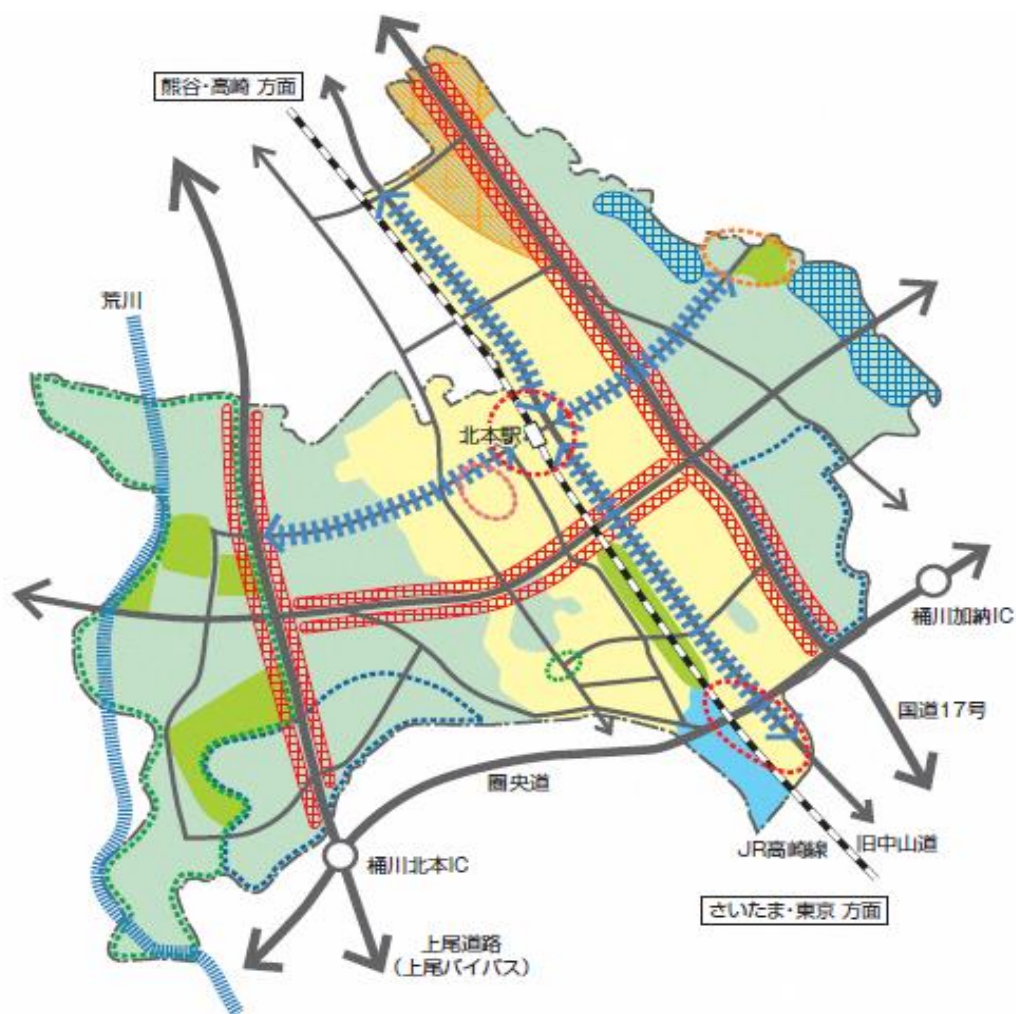 熊谷・高崎 方面
荒川
北本駅
桶川加納IC
国道17号
圏央道
JR高崎線
旧中山道
桶川北本IC
さいたま・東京 方面
上尾道路
(上尾バイパス)